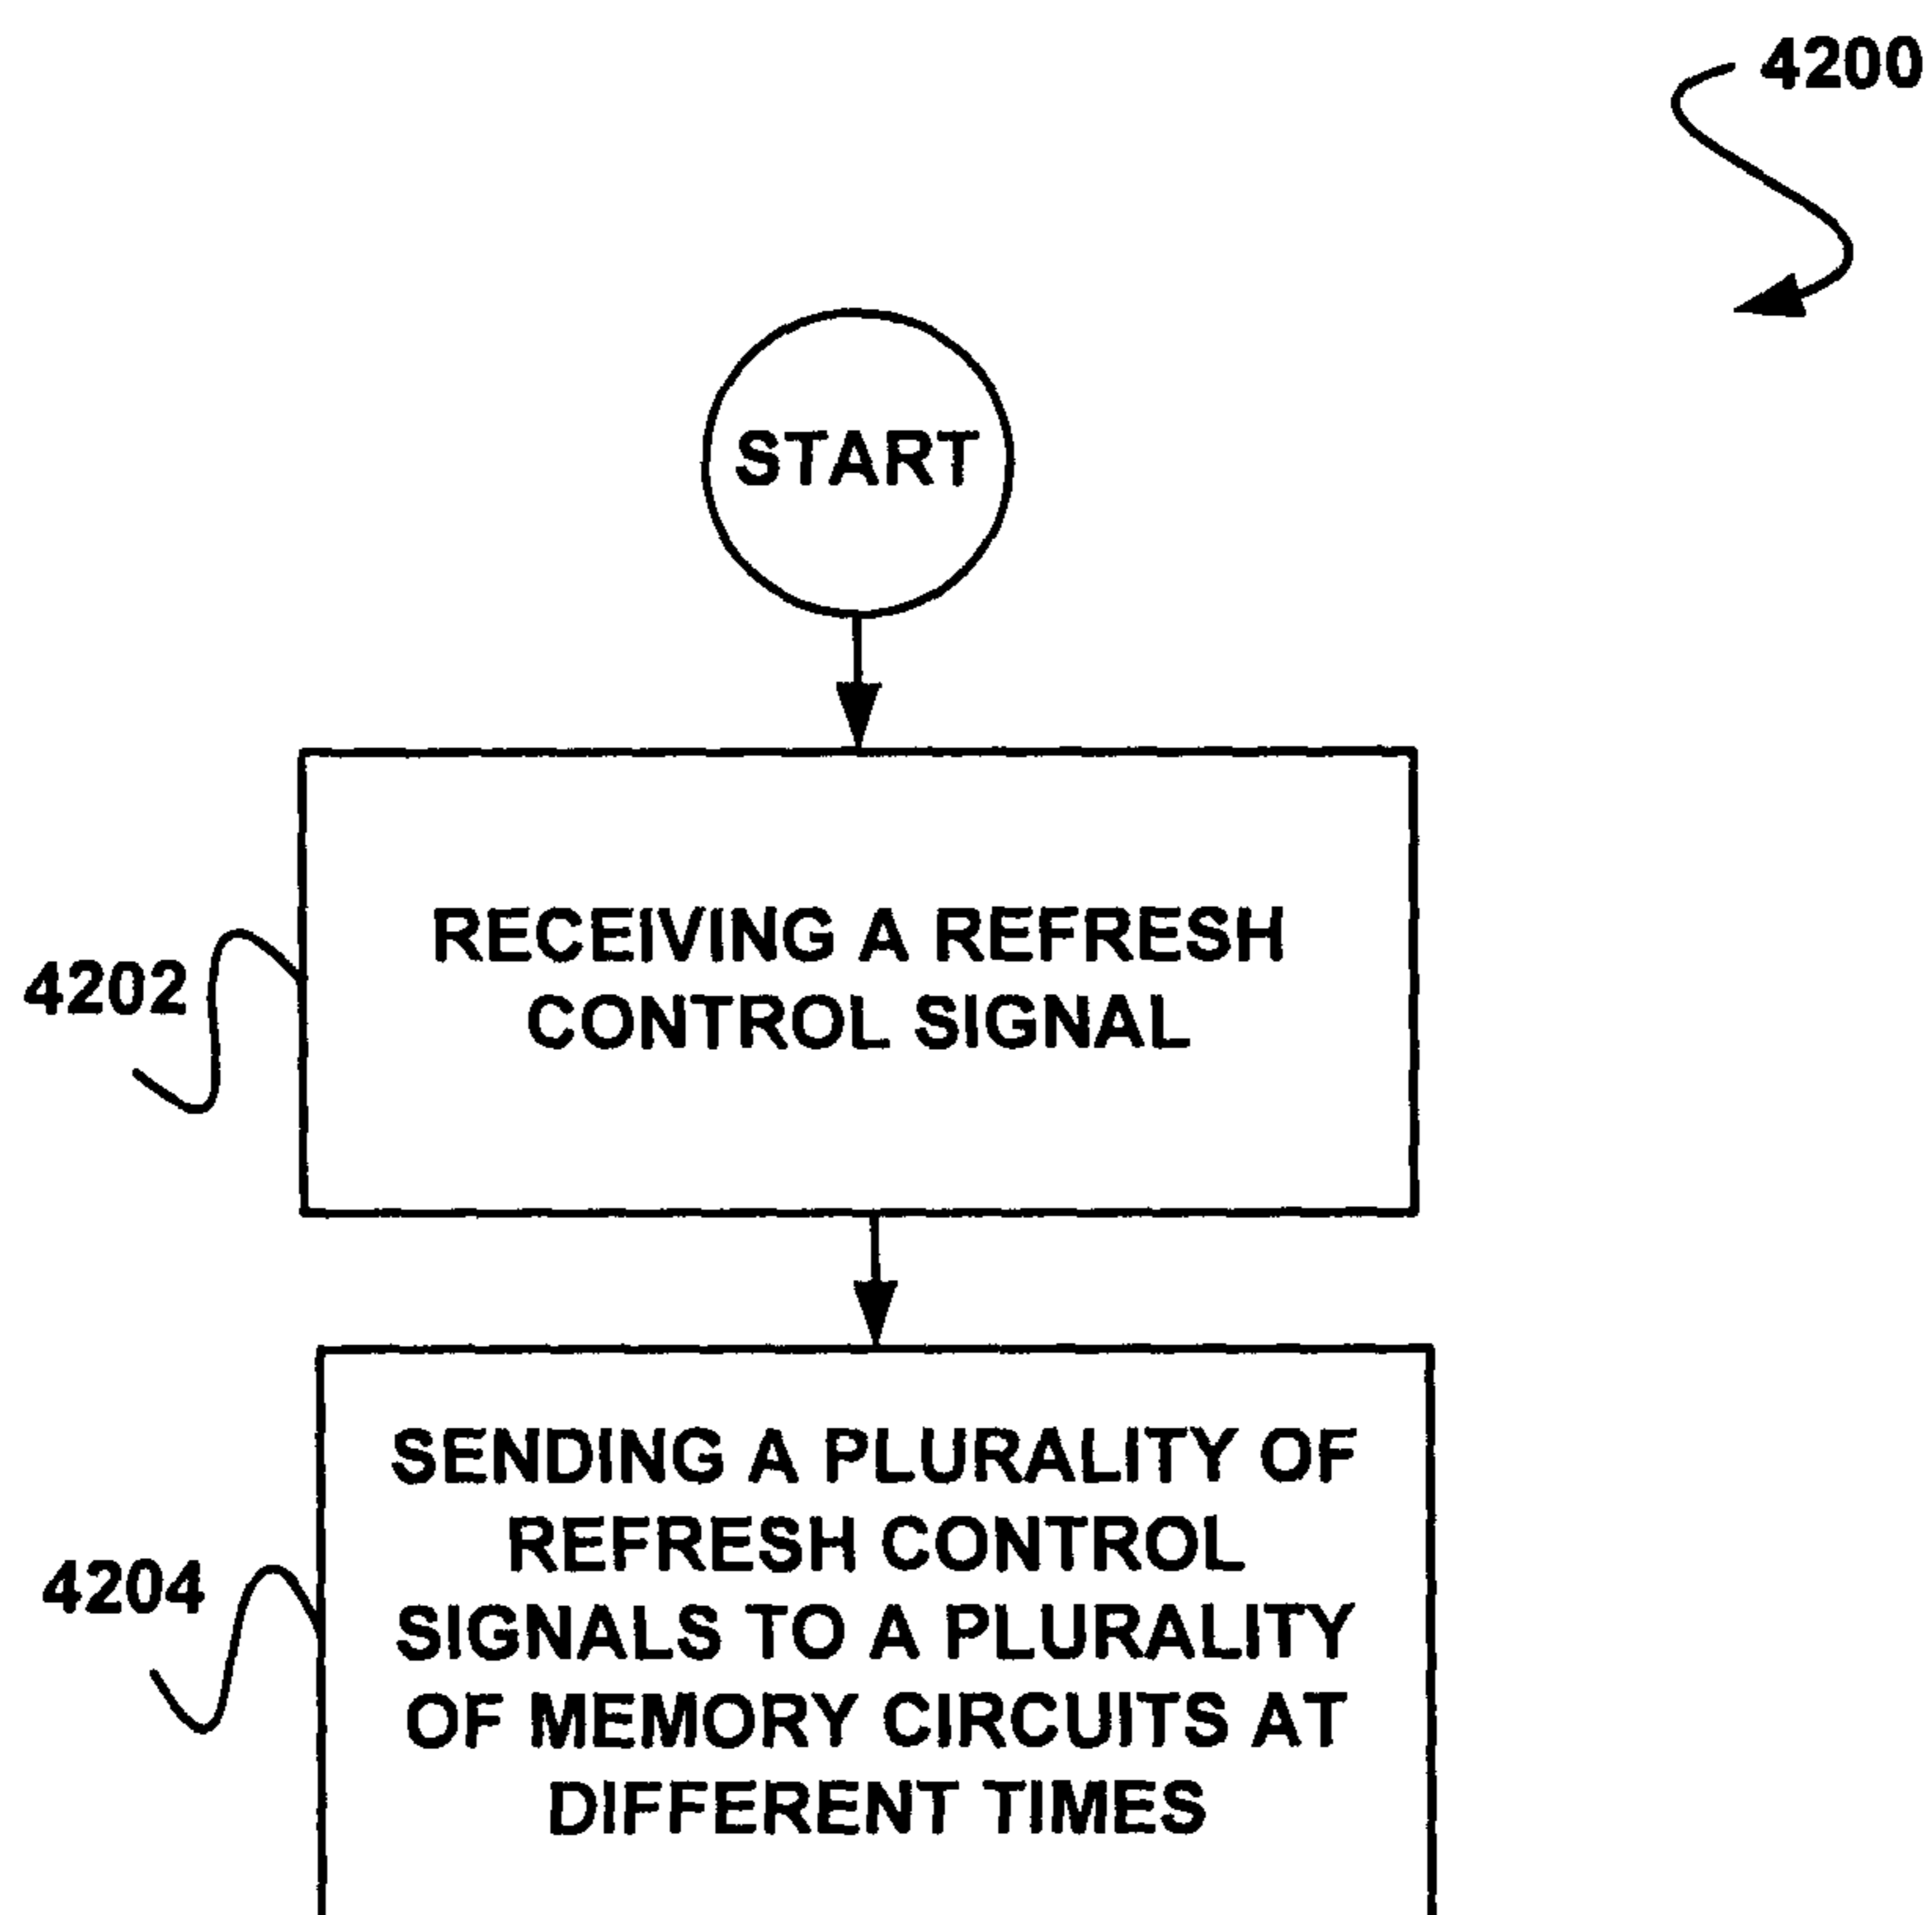 4200
START
RECEIVING A REFRESH
CONTROL SIGNAL
4202
SENDING A PLURALITY OF
REFRESH CONTROL
SIGNALS TO A PLURALITY
OF MEMORY CIRCUITS AT
DIFFERENT TIMES
4204